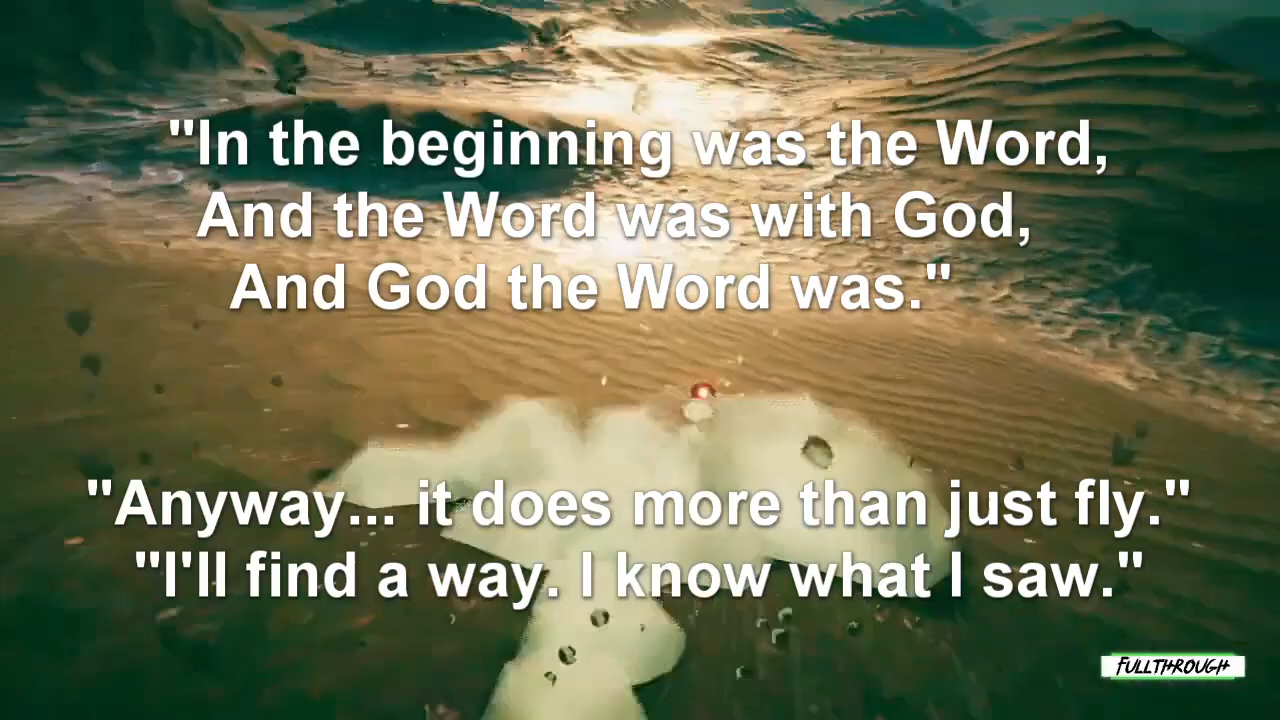 "In the beginning was the Word,
And the Word was with God,
And God the Word was."
"Anyway... it does more than just fly."
"I'll find a way. I know what I saw."
FULLTHROUGH